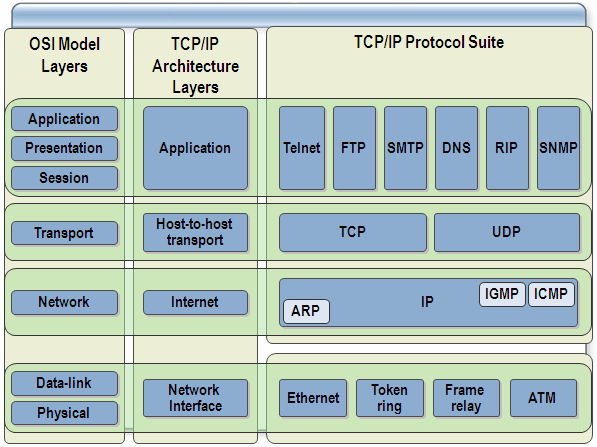 OSI Model
Layers
TCP/IP
Architecture
Layers
TCP/IP Protocol Suite
Application
Presentation
Session
Application
Telnet
FTP
SMTP
DNS
RIP
SNMP
Transport
Host-to-host
transport
TCP
UDP
Network
Internet
ARP
IP
IGMP
ICMP
Data-link
Physical
Network
Interface
Ethernet
Token
ring
Frame
relay
ATM